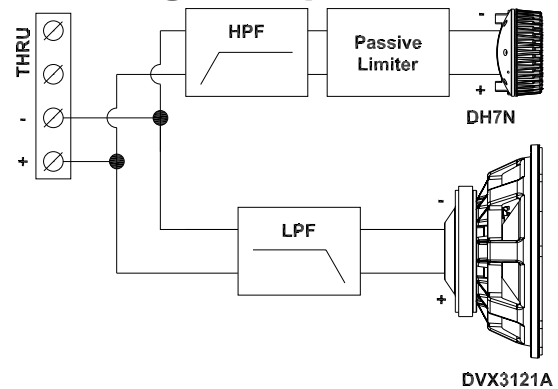 THRU
-
+
HPF
Passive
Limiter
-
+
DH7N
LPF
-
+
DVX3121A